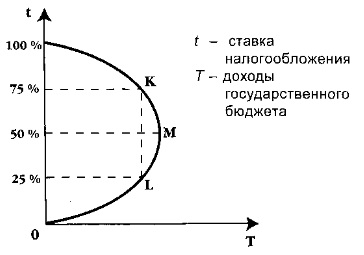 t
100 %
75 %
50 %
25 %
0
K
M
L
T
t – ставка
налогообложения
T – доходы
государственного
бюджета